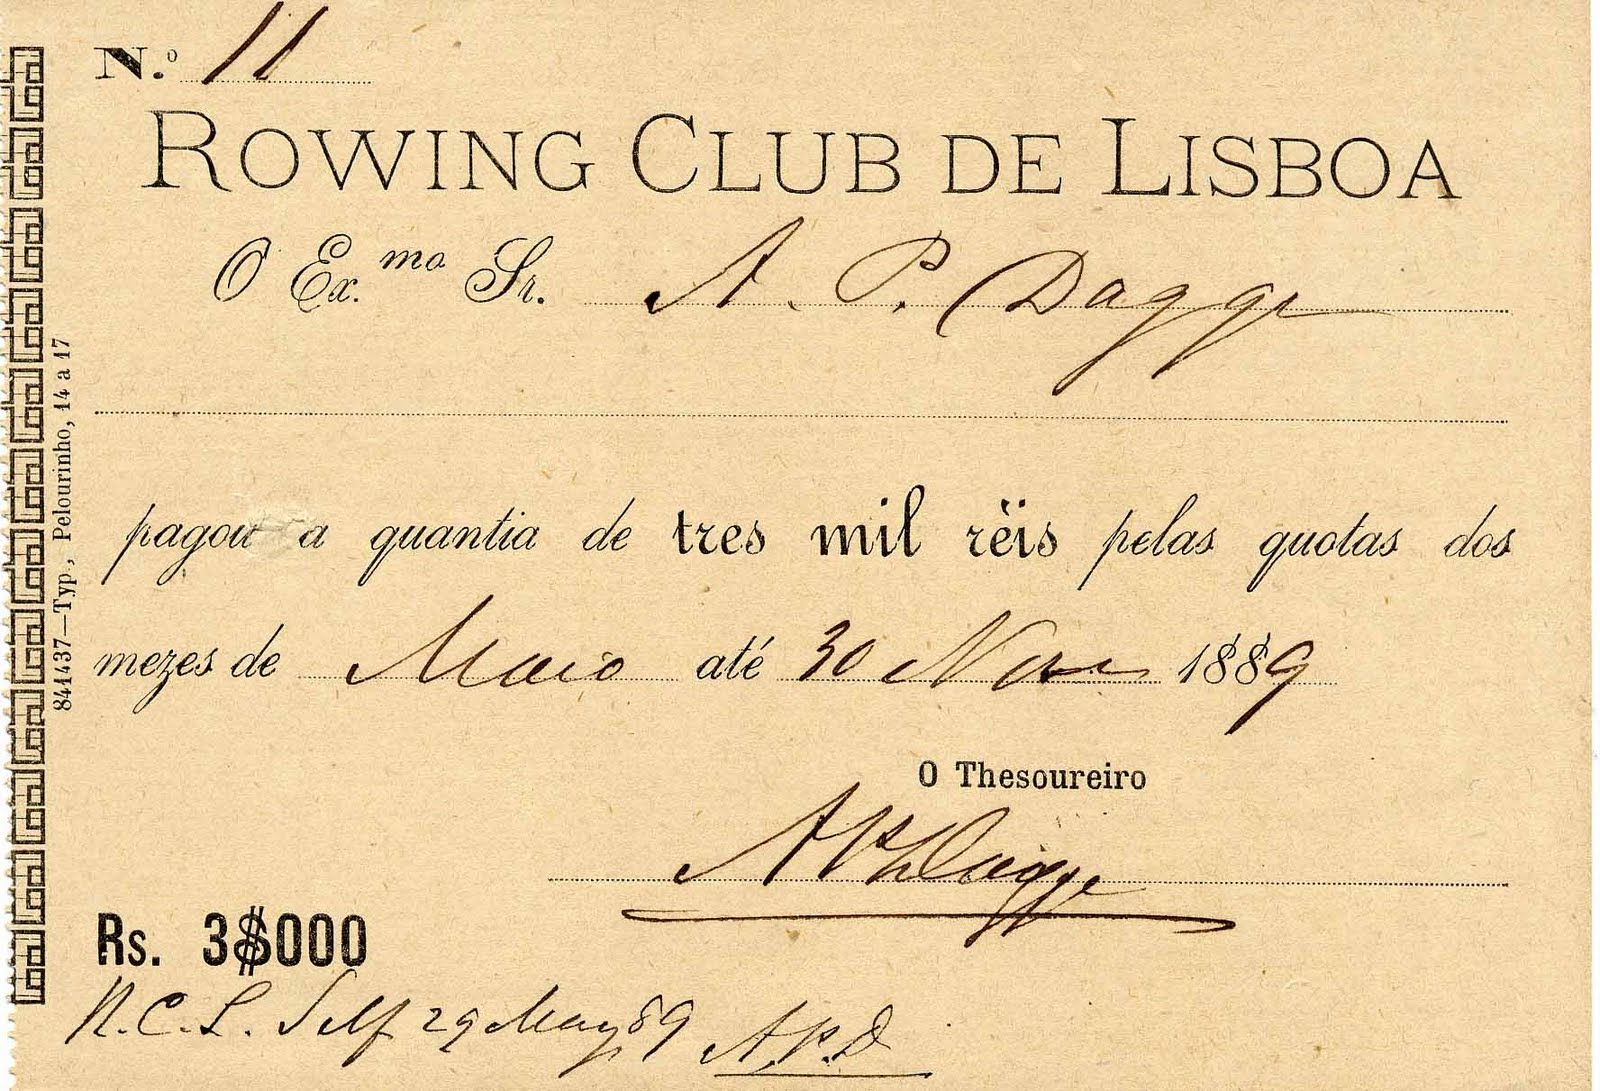 N.º 11
ROWING CLUB DE LISBOA
O Ex.mo Sr. A. P. Dagge
pagou a quantia de tres mil rëis pelas quotas dos
mezes de Maio até 30 Nov 1889
O Thesoureiro
A P Dagge
Rs. 3$000
R.C.L. Self 29 May 89 A.P.D
841437—Typ, Pelourinho, 14 a 17